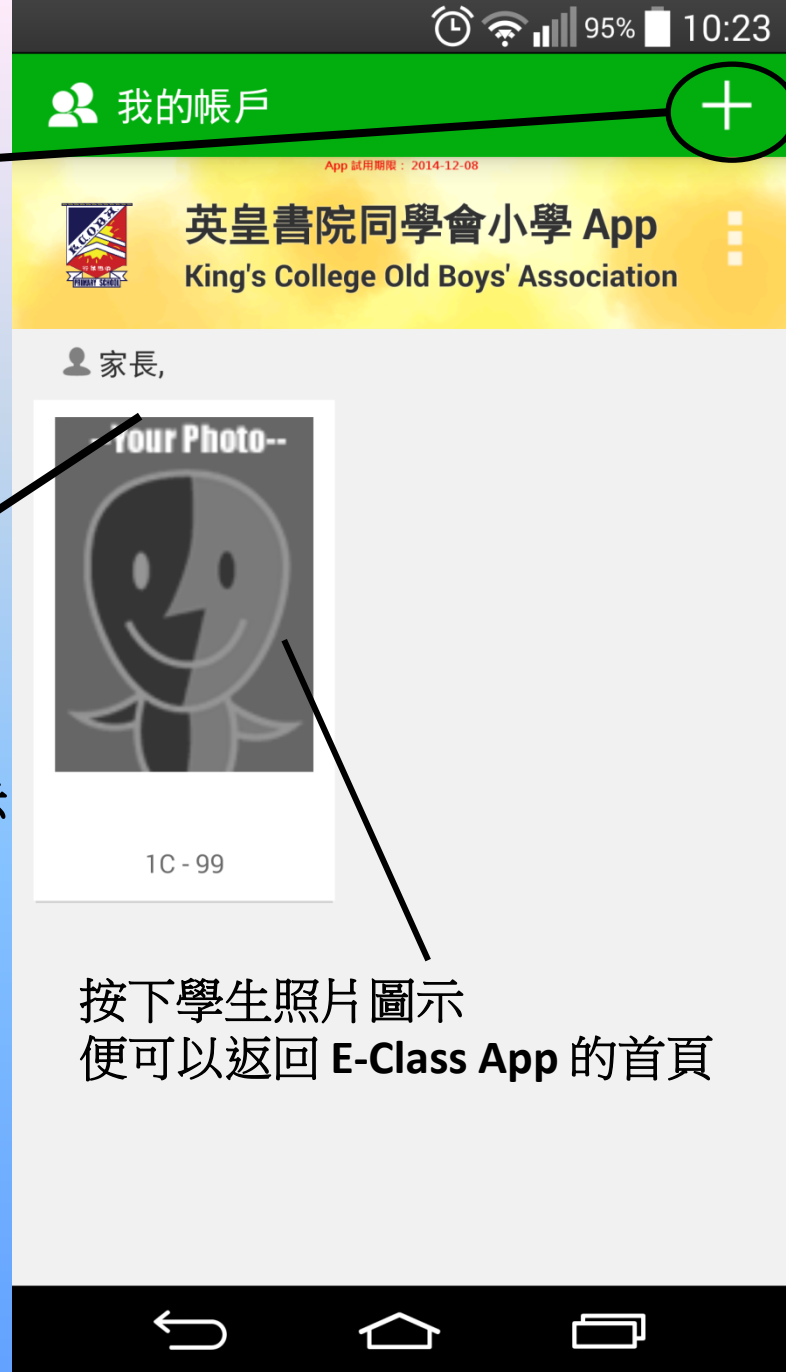 95% 10:23
我的帳戶
App 試用期限： 2014-12-08
英皇書院同學會小學 App
King's College Old Boys' Association
K.C.O.B.A.
PRIMARY SCHOOL
家長,
--Your Photo--
1C - 99
按下學生照片圖示
便可以返回 E-Class App 的首頁